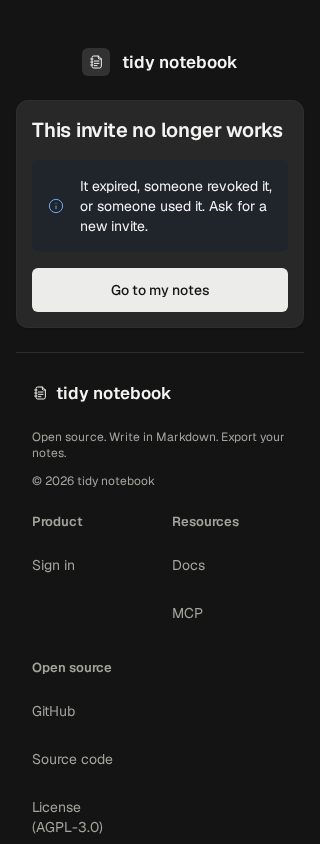 tidy notebook
This invite no longer works
It expired, someone revoked it,
or someone used it. Ask for a
new invite.
Go to my notes
tidy notebook
Open source. Write in Markdown. Export your
notes.
© 2026 tidy notebook
Product
Sign in
Resources
Docs
MCP
Open source
GitHub
Source code
License
(AGPL-3.0)